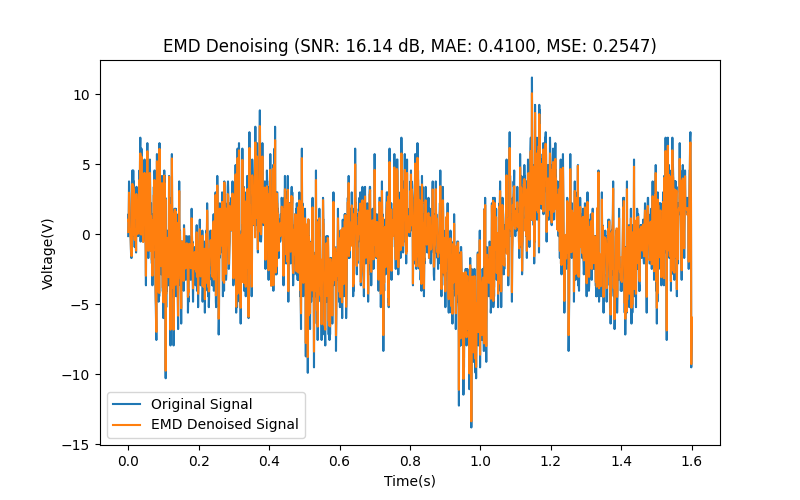 EMD Denoising (SNR: 16.14 dB, MAE: 0.4100, MSE: 0.2547)
Voltage(V)
10
5
0
−5
−10
−15
Original Signal
EMD Denoised Signal
0.0 0.2 0.4 0.6 0.8 1.0 1.2 1.4 1.6
Time(s)